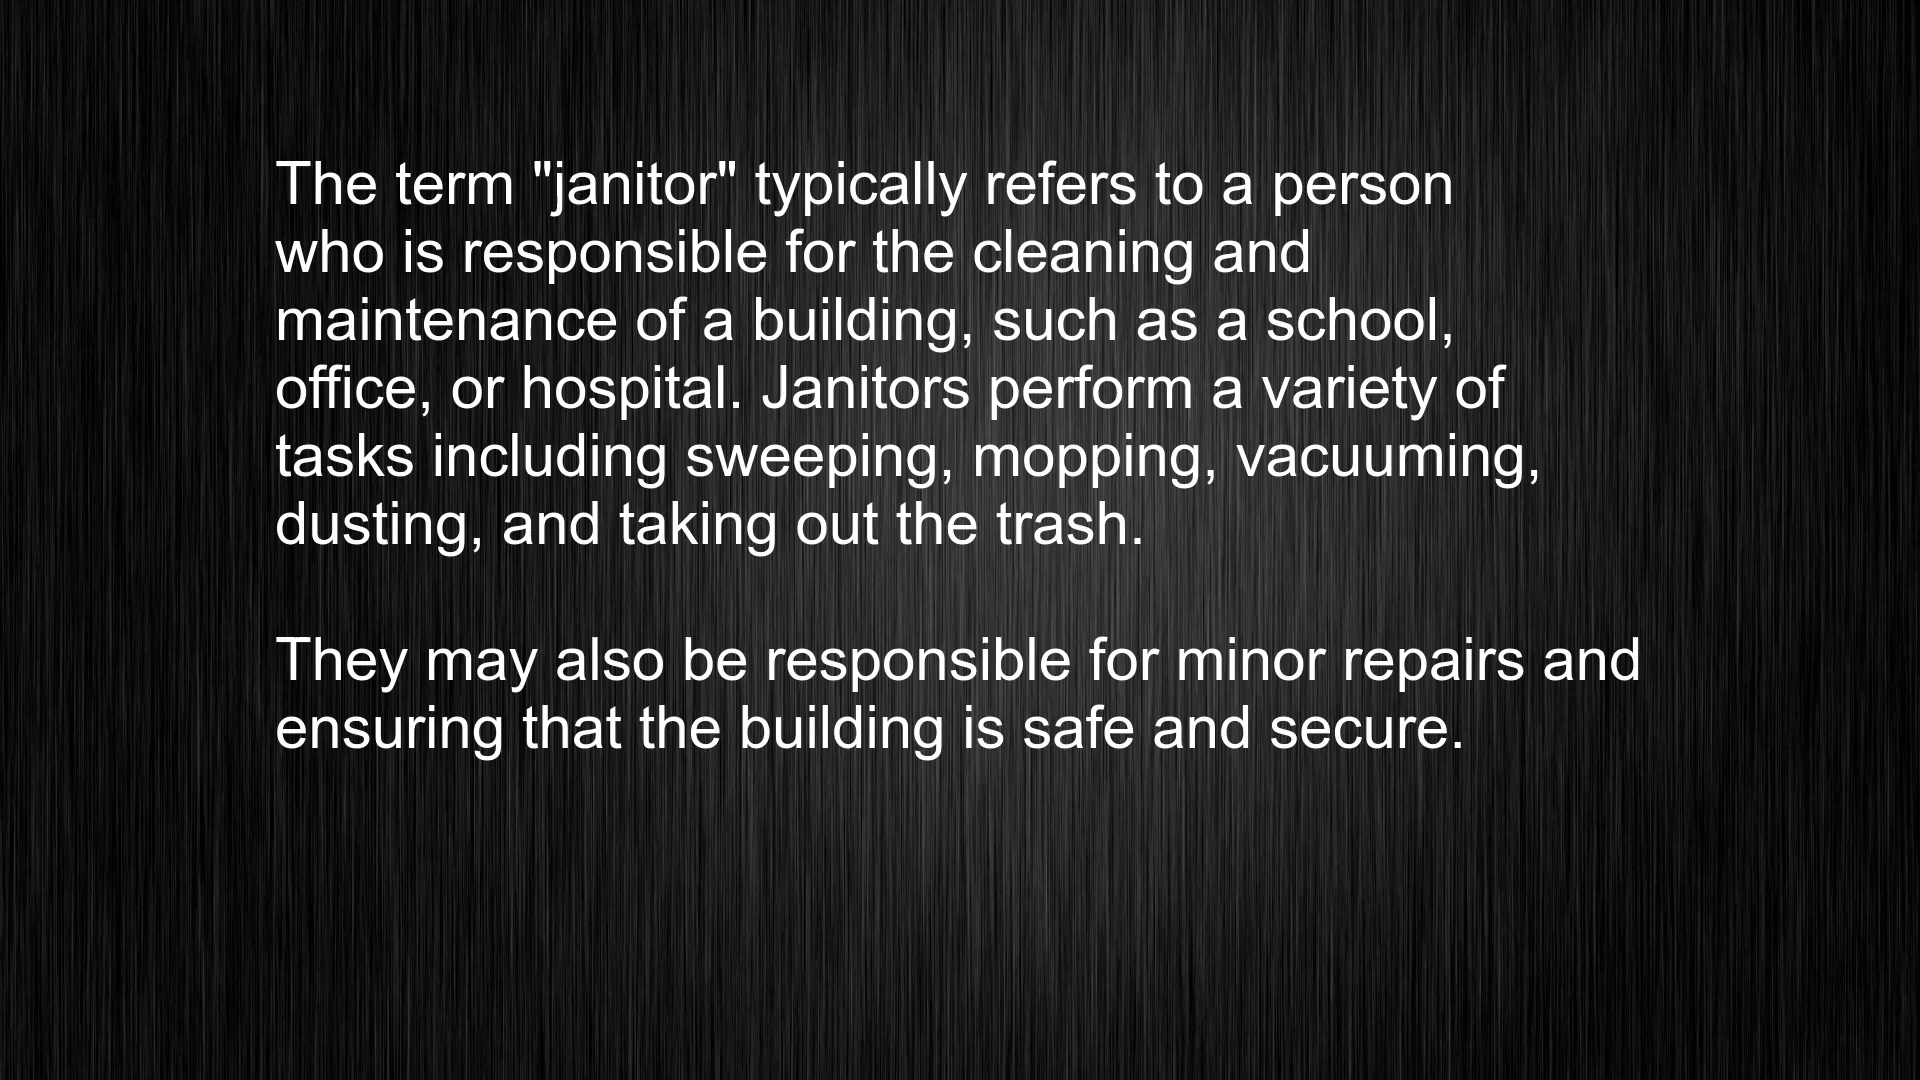 The term "janitor" typically refers to a person
who is responsible for the cleaning and
maintenance of a building, such as a school,
office, or hospital. Janitors perform a variety of
tasks including sweeping, mopping, vacuuming,
dusting, and taking out the trash.
They may also be responsible for minor repairs and
ensuring that the building is safe and secure.